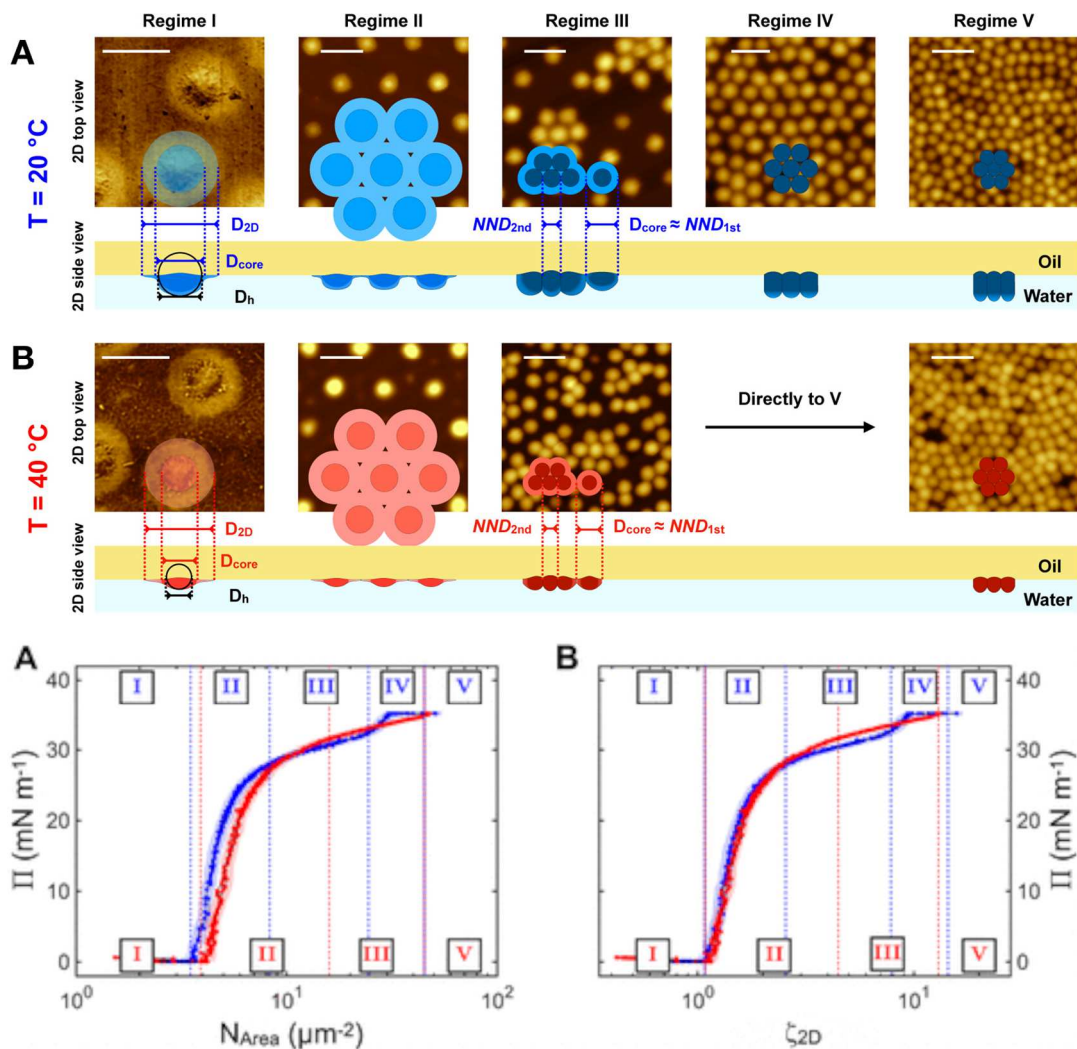 Regime I Regime II Regime III Regime IV Regime V
A
T = 20 °C
2D top view
2D side view
D2D
Dcore
Dh
NND2nd
Dcore ≈ NND1st
Oil
Water
B
T = 40 °C
2D top view
2D side view
Directly to V
D2D
Dcore
Dh
NND2nd
Dcore ≈ NND1st
Oil
Water
A
I II III IV V
40
30
20
10
0
Π (mN m⁻¹)
I II III V
10⁰ 10¹ 10²
NArea (μm⁻²)
B
I II III IV V
40
30
20
10
0
Π (mN m⁻¹)
I II III V
10⁰ 10¹
ζ2D